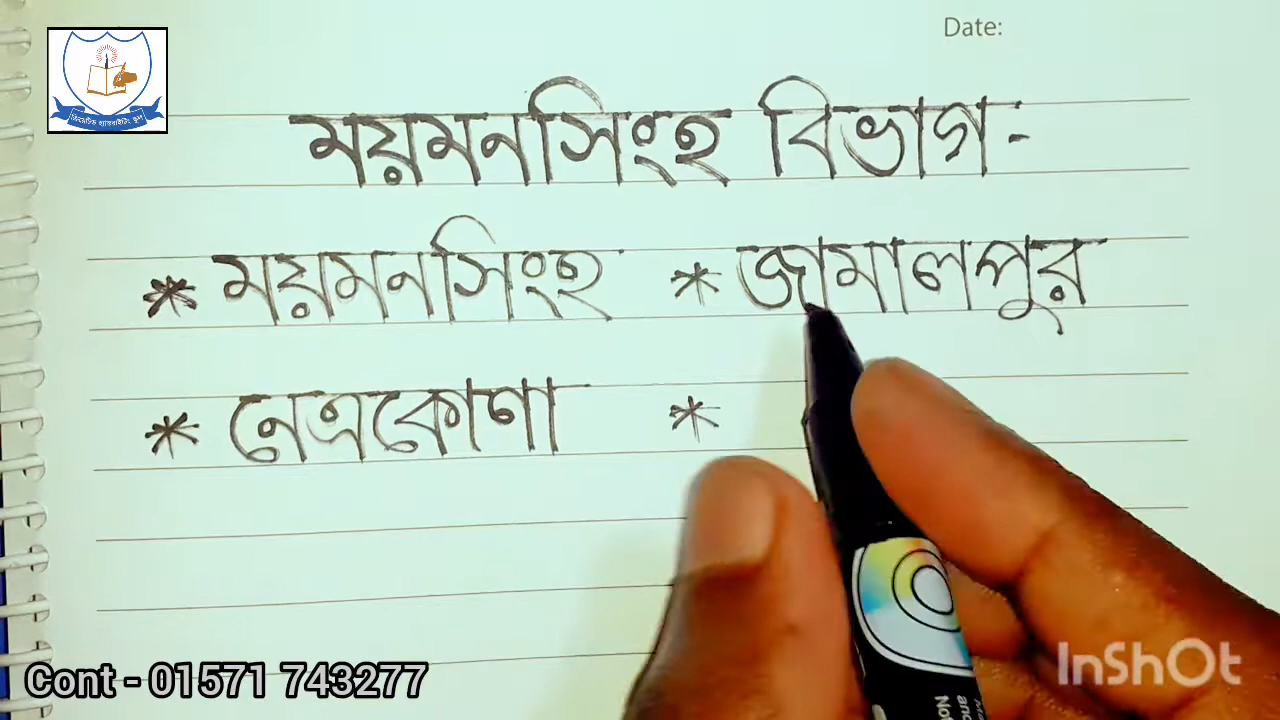 Date:
ময়মনসিংহ বিভাগ:-
* ময়মনসিংহ * জামালপুর
* নেত্রকোণা *
Cont - 01571 743277
InShOt